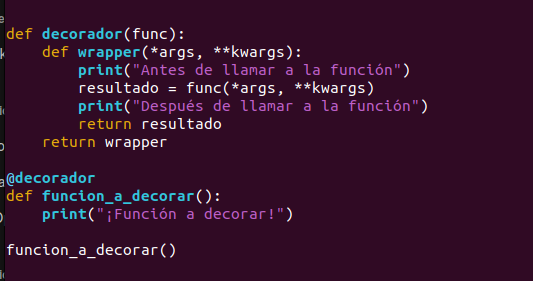 def decorador(func):
    def wrapper(*args, **kwargs):
        print("Antes de llamar a la función")
        resultado = func(*args, **kwargs)
        print("Después de llamar a la función")
        return resultado
    return wrapper

@decorador
def funcion_a_decorar():
    print("¡Función a decorar!")

funcion_a_decorar()